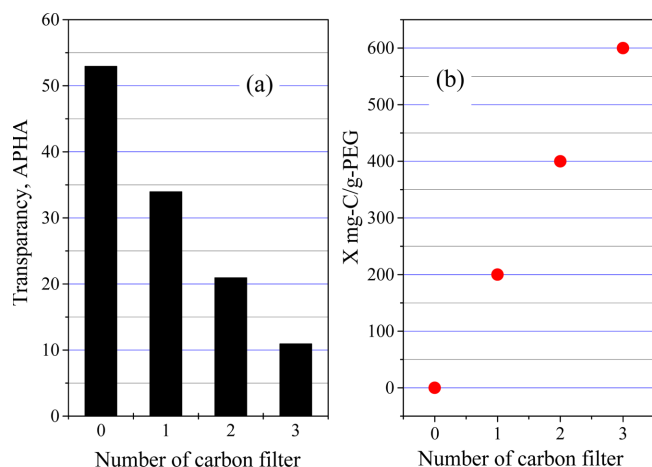 60
50
40
30
20
10
0
Transparancy, APHA
(a)
0 1 2 3
Number of carbon filter
600
500
400
300
200
100
0
X mg-C/g-PEG
(b)
0 1 2 3
Number of carbon filter